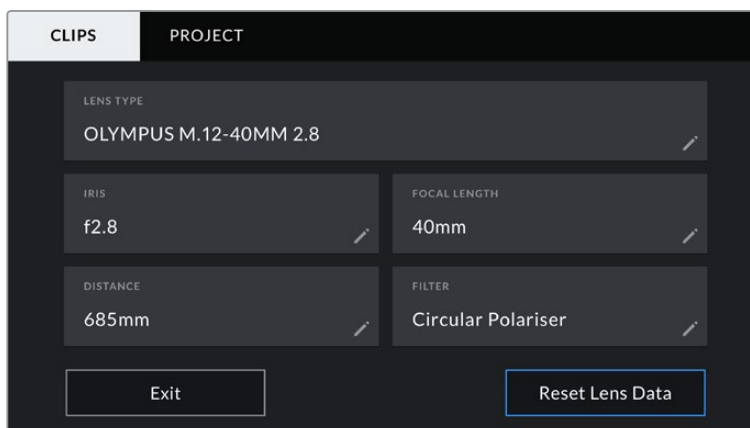 CLIPS
PROJECT
LENS TYPE
OLYMPUS M.12-40MM 2.8
IRIS
f2.8
FOCAL LENGTH
40mm
DISTANCE
685mm
FILTER
Circular Polariser
Exit
Reset Lens Data